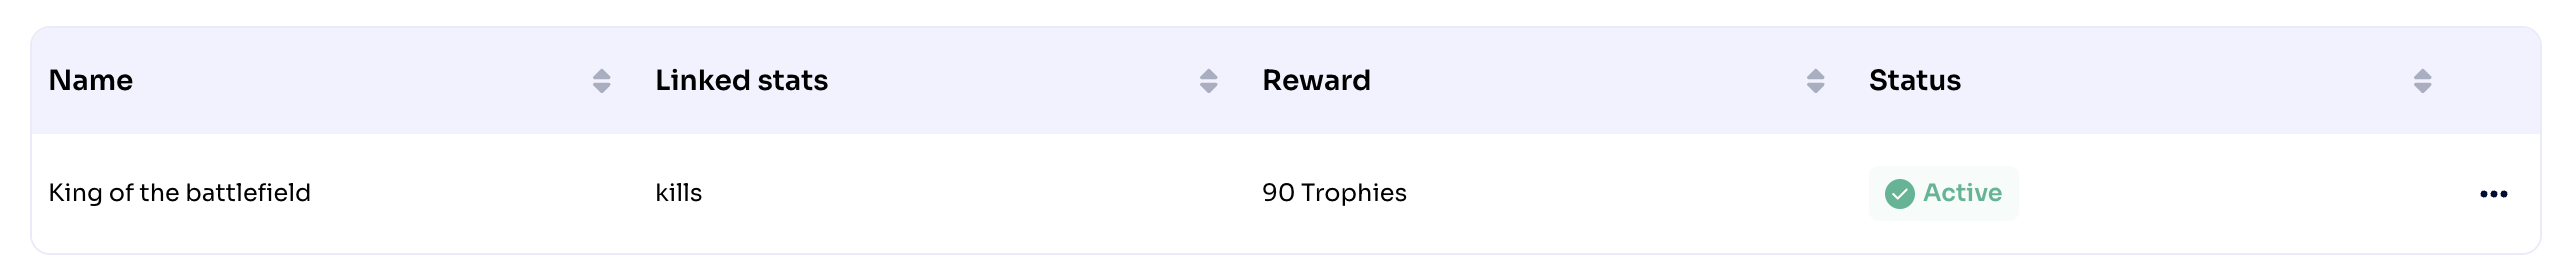 Name Linked stats Reward Status
King of the battlefield kills 90 Trophies Active